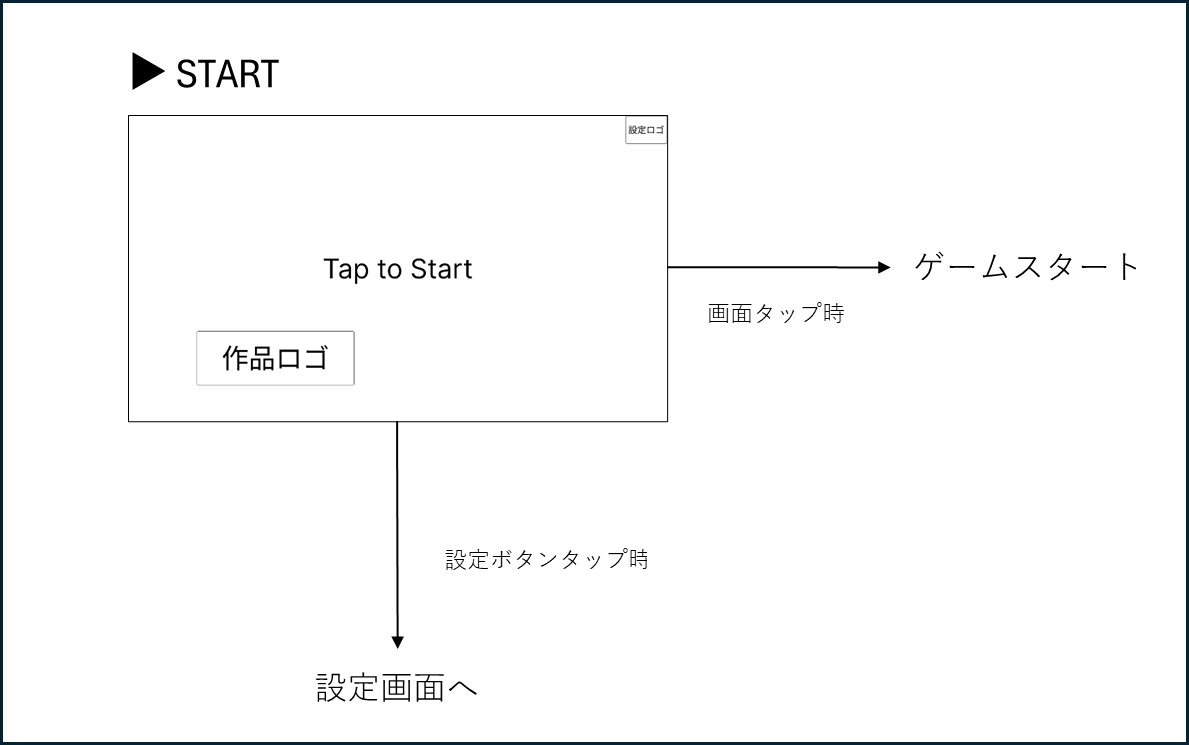 ▶ START
設定ロゴ
Tap to Start
ゲームスタート
画面タップ時
作品ロゴ
設定ボタンタップ時
設定画面へ